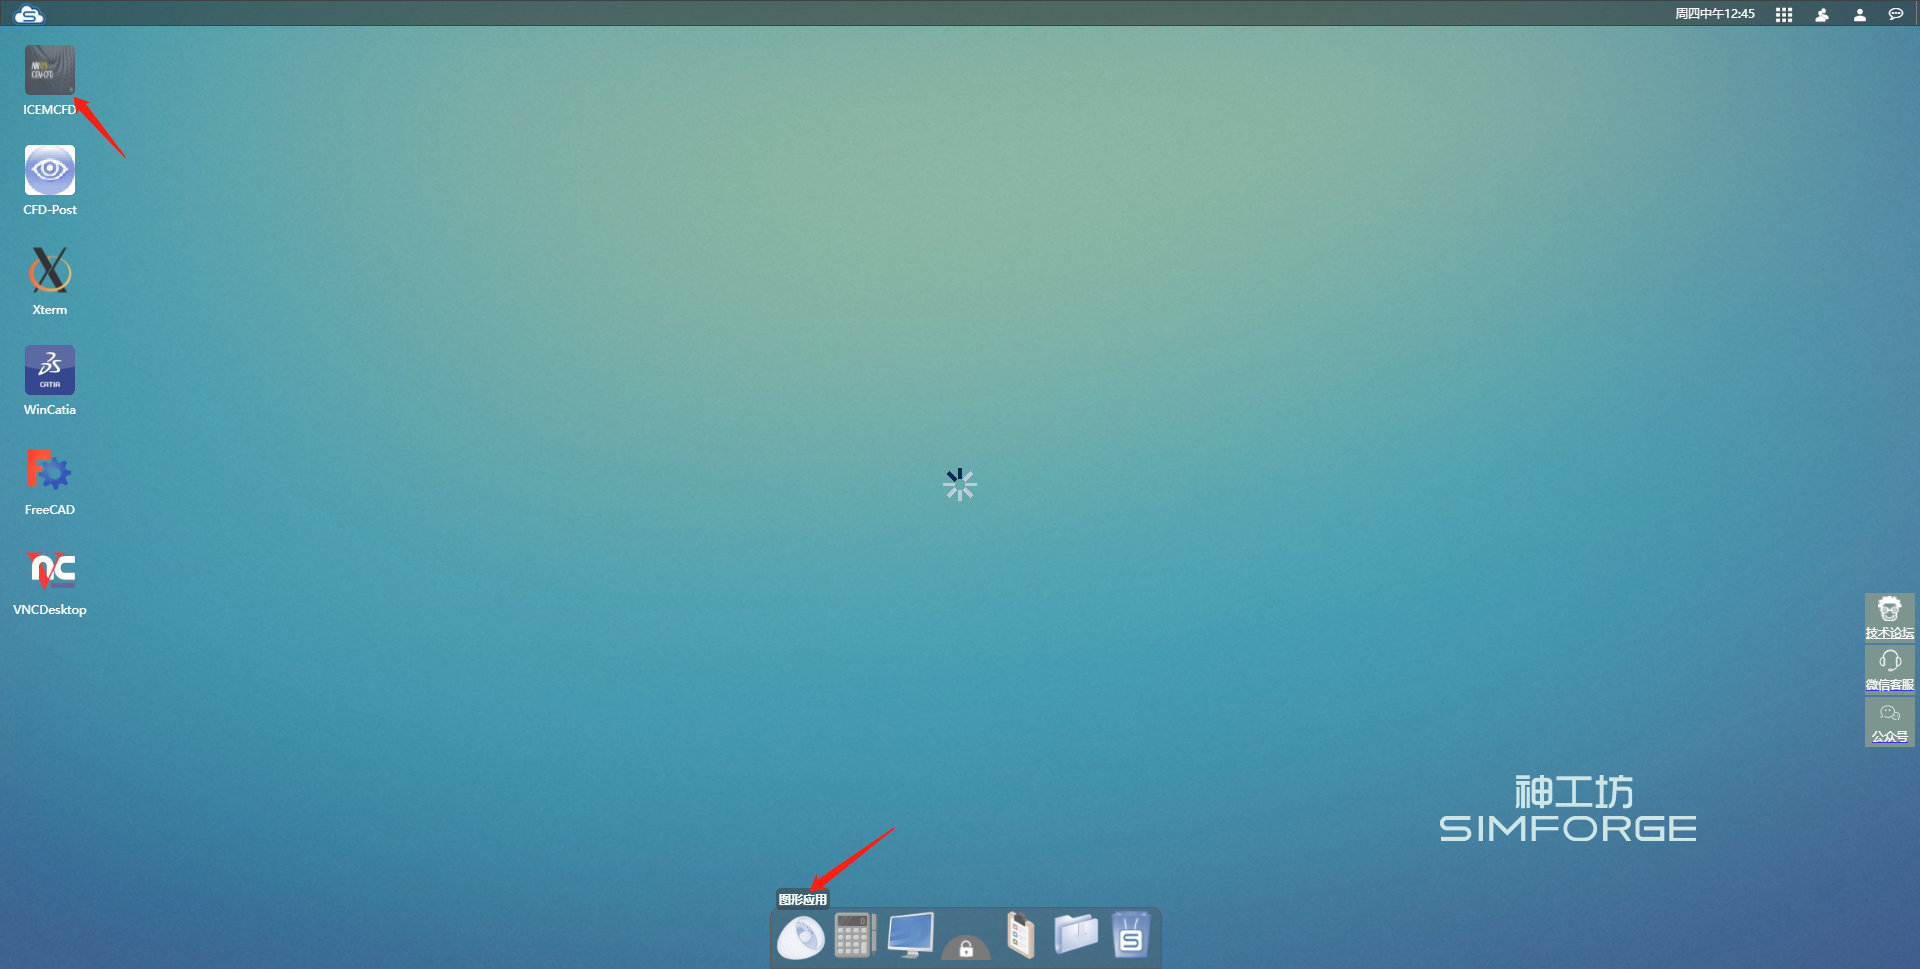 周四中午12:45
ICEMCFD
CFD-Post
Xterm
CATIA
WinCatia
FreeCAD
VNCDesktop
技术论坛
微信客服
公众号
神工坊
SIMFORGE
图形应用